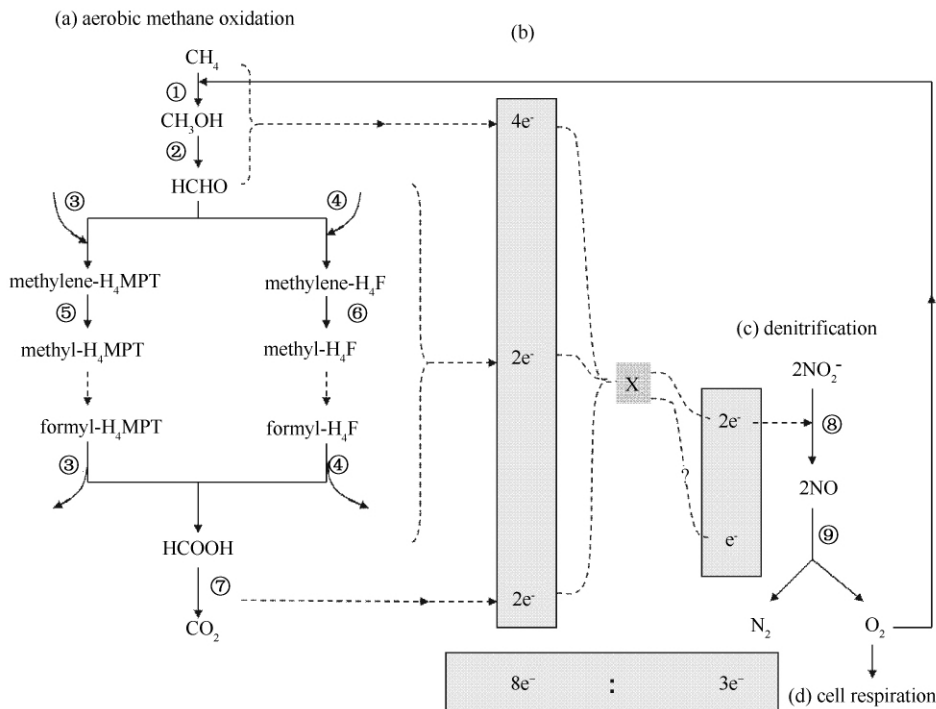 (a) aerobic methane oxidation
(b)
CH₄
①
CH₃OH
②
HCHO
③
④
methylene-H₄MPT
methylene-H₄F
⑤
⑥
methyl-H₄MPT
methyl-H₄F
formyl-H₄MPT
formyl-H₄F
③
④
HCOOH
⑦
CO₂
4e⁻
2e⁻
2e⁻
X
?
2e⁻
e⁻
(c) denitrification
2NO₂⁻
⑧
2NO
⑨
N₂
O₂
8e⁻ : 3e⁻
(d) cell respiration